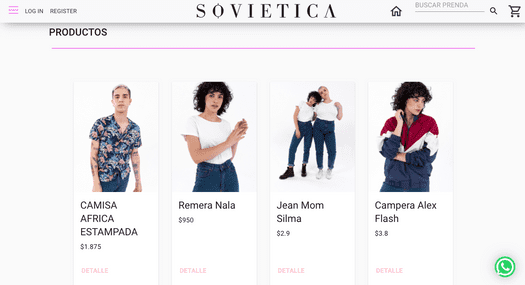 LOG IN REGISTER SOVIETICA BUSCAR PRENDA
PRODUCTOS
CAMISA
AFRICA
ESTAMPADA
$1.875
DETALLE
Remera Nala
$950
DETALLE
Jean Mom
Silma
$2.9
DETALLE
Campera Alex
Flash
$3.8
DETALLE